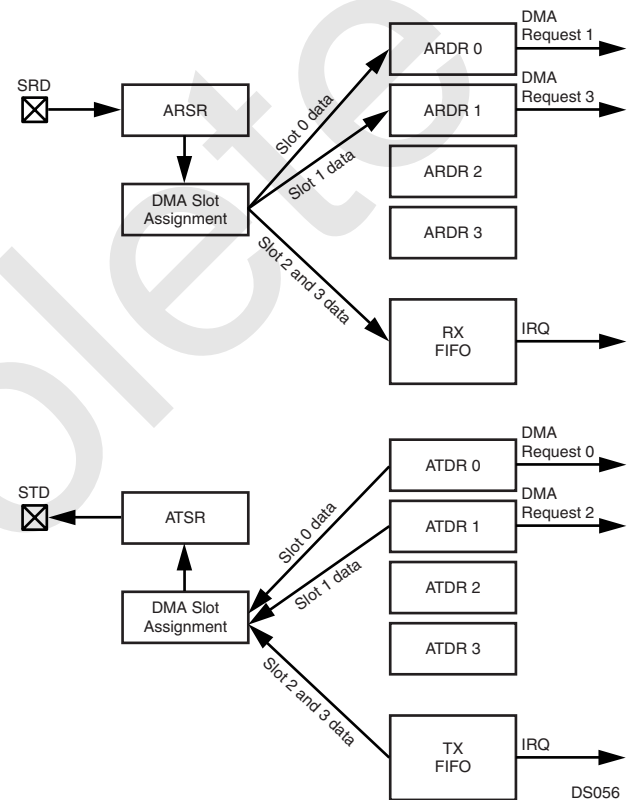 SRD
ARSR
DMA Slot
Assignment
Slot 0 data
Slot 1 data
Slot 2 and 3 data
ARDR 0
DMA
Request 1
ARDR 1
DMA
Request 3
ARDR 2
ARDR 3
RX
FIFO
IRQ
STD
ATSR
DMA Slot
Assignment
Slot 0 data
Slot 1 data
Slot 2 and 3 data
ATDR 0
DMA
Request 0
ATDR 1
DMA
Request 2
ATDR 2
ATDR 3
TX
FIFO
IRQ
DS056
olete